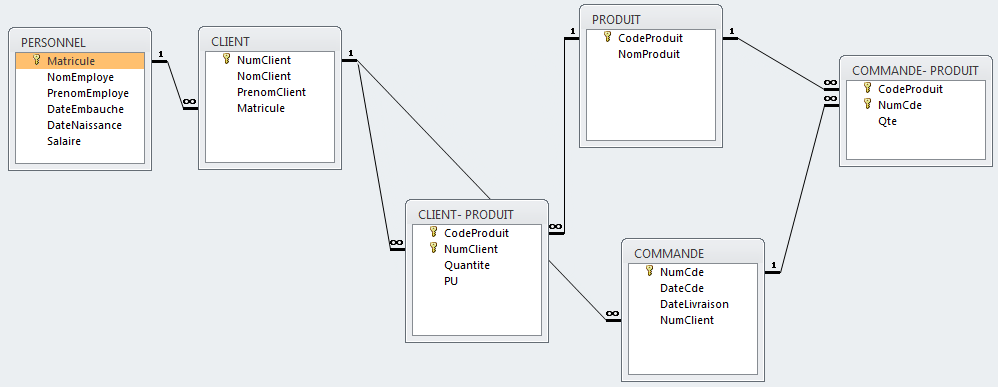 PERSONNEL
Matricule
NomEmploye
PrenomEmploye
DateEmbauche
DateNaissance
Salaire
1
∞
CLIENT
NumClient
NomClient
PrenomClient
Matricule
1
∞
CLIENT- PRODUIT
CodeProduit
NumClient
Quantite
PU
∞
1
PRODUIT
CodeProduit
NomProduit
1
∞
COMMANDE
NumCde
DateCde
DateLivraison
NumClient
1
∞
∞
COMMANDE- PRODUIT
CodeProduit
NumCde
Qte